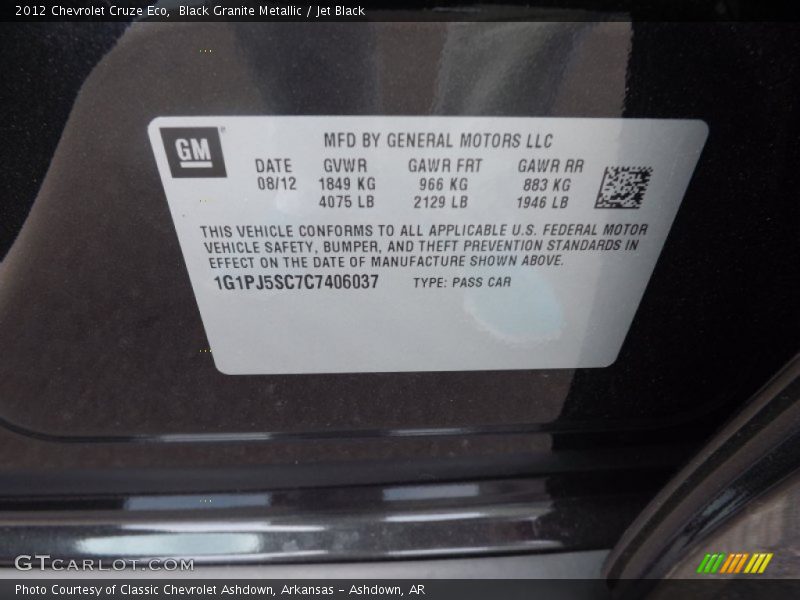 2012 Chevrolet Cruze Eco,  Black Granite Metallic / Jet Black
GM
MFD BY GENERAL MOTORS LLC
DATE GVWR GAWR FRT GAWR RR
08/12 1849 KG 966 KG 883 KG
4075 LB 2129 LB 1946 LB
THIS VEHICLE CONFORMS TO ALL APPLICABLE U.S. FEDERAL MOTOR
VEHICLE SAFETY, BUMPER, AND THEFT PREVENTION STANDARDS IN
EFFECT ON THE DATE OF MANUFACTURE SHOWN ABOVE.
1G1PJ5SC7C7406037 TYPE: PASS CAR
GTCARLOT.COM
Photo Courtesy of Classic Chevrolet Ashdown, Arkansas - Ashdown, AR